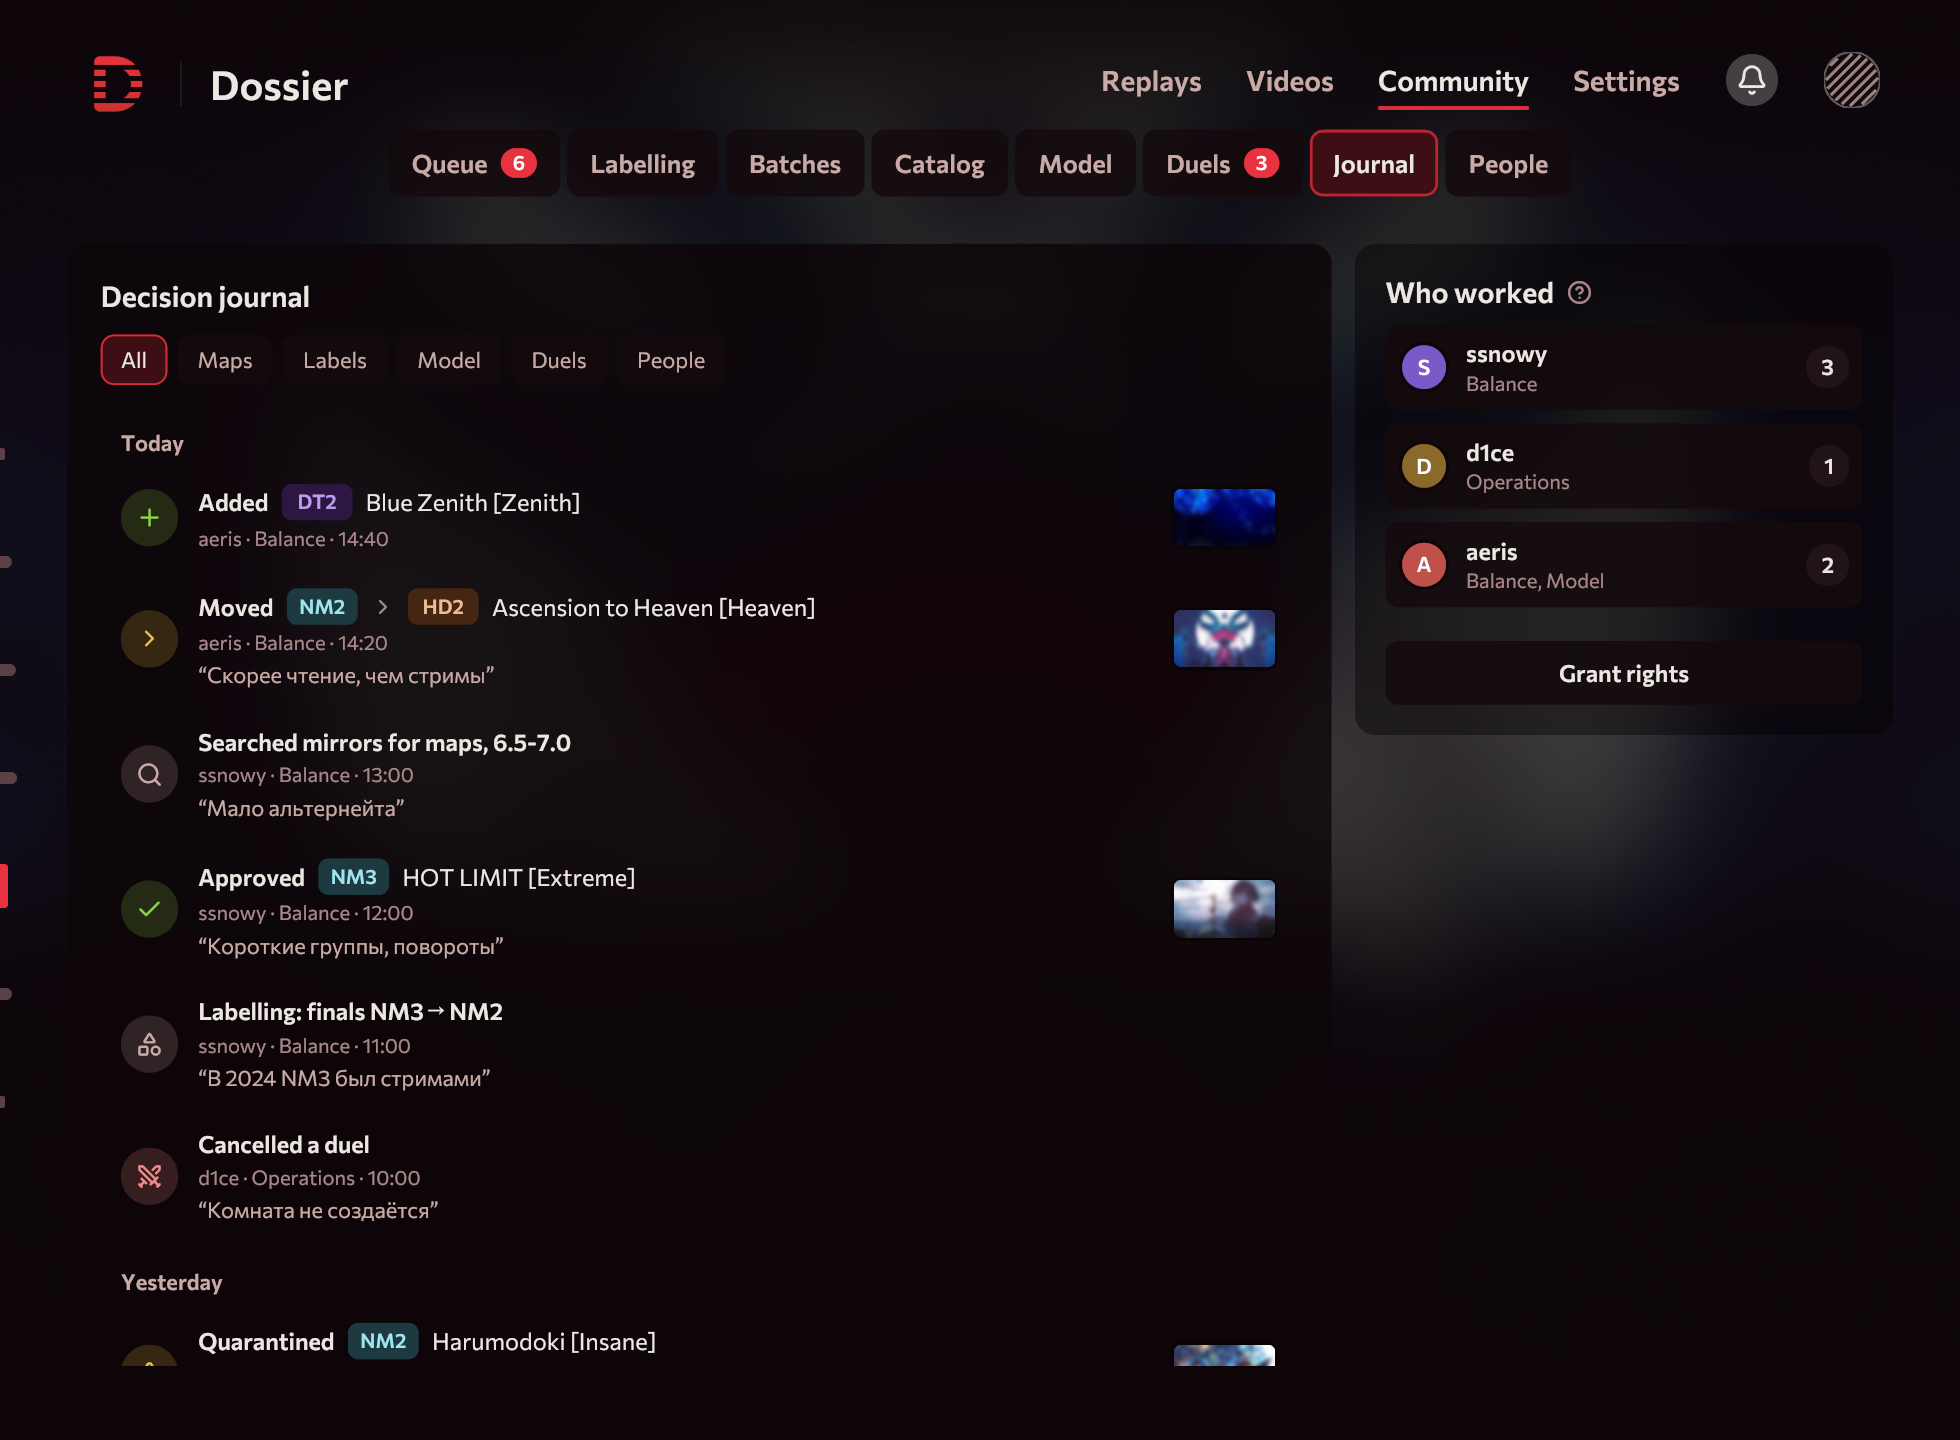 Dossier
Replays Videos Community Settings
Queue 6 Labelling Batches Catalog Model Duels 3 Journal People
Decision journal
All Maps Labels Model Duels People
Today
Added DT2 Blue Zenith [Zenith]
aeris · Balance · 14:40
Moved NM2 > HD2 Ascension to Heaven [Heaven]
aeris · Balance · 14:20
“Скорее чтение, чем стримы”
Searched mirrors for maps, 6.5-7.0
ssnowy · Balance · 13:00
“Мало альтернейта”
Approved NM3 HOT LIMIT [Extreme]
ssnowy · Balance · 12:00
“Короткие группы, повороты”
Labelling: finals NM3→NM2
ssnowy · Balance · 11:00
“В 2024 NM3 был стримами”
Cancelled a duel
d1ce · Operations · 10:00
“Комната не создаётся”
Yesterday
Quarantined NM2 Harumodoki [Insane]
Who worked
S ssnowy 3
Balance
D d1ce 1
Operations
A aeris 2
Balance, Model
Grant rights